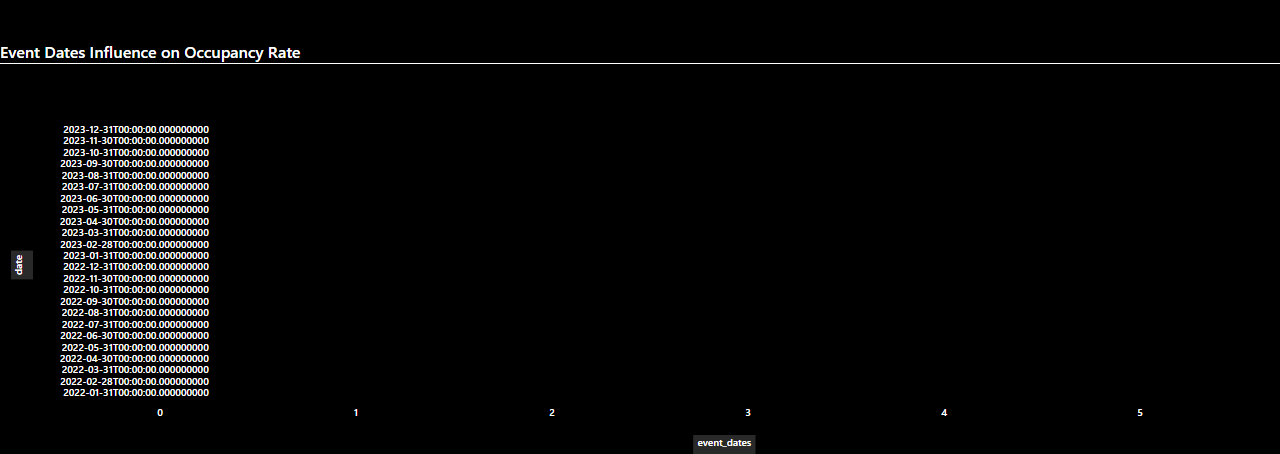 Event Dates Influence on Occupancy Rate
2023-12-31T00:00:00.000000000
2023-11-30T00:00:00.000000000
2023-10-31T00:00:00.000000000
2023-09-30T00:00:00.000000000
2023-08-31T00:00:00.000000000
2023-07-31T00:00:00.000000000
2023-06-30T00:00:00.000000000
2023-05-31T00:00:00.000000000
2023-04-30T00:00:00.000000000
2023-03-31T00:00:00.000000000
2023-02-28T00:00:00.000000000
2023-01-31T00:00:00.000000000
2022-12-31T00:00:00.000000000
2022-11-30T00:00:00.000000000
2022-10-31T00:00:00.000000000
2022-09-30T00:00:00.000000000
2022-08-31T00:00:00.000000000
2022-07-31T00:00:00.000000000
2022-06-30T00:00:00.000000000
2022-05-31T00:00:00.000000000
2022-04-30T00:00:00.000000000
2022-03-31T00:00:00.000000000
2022-02-28T00:00:00.000000000
2022-01-31T00:00:00.000000000
date
0 1 2 3 4 5
event_dates